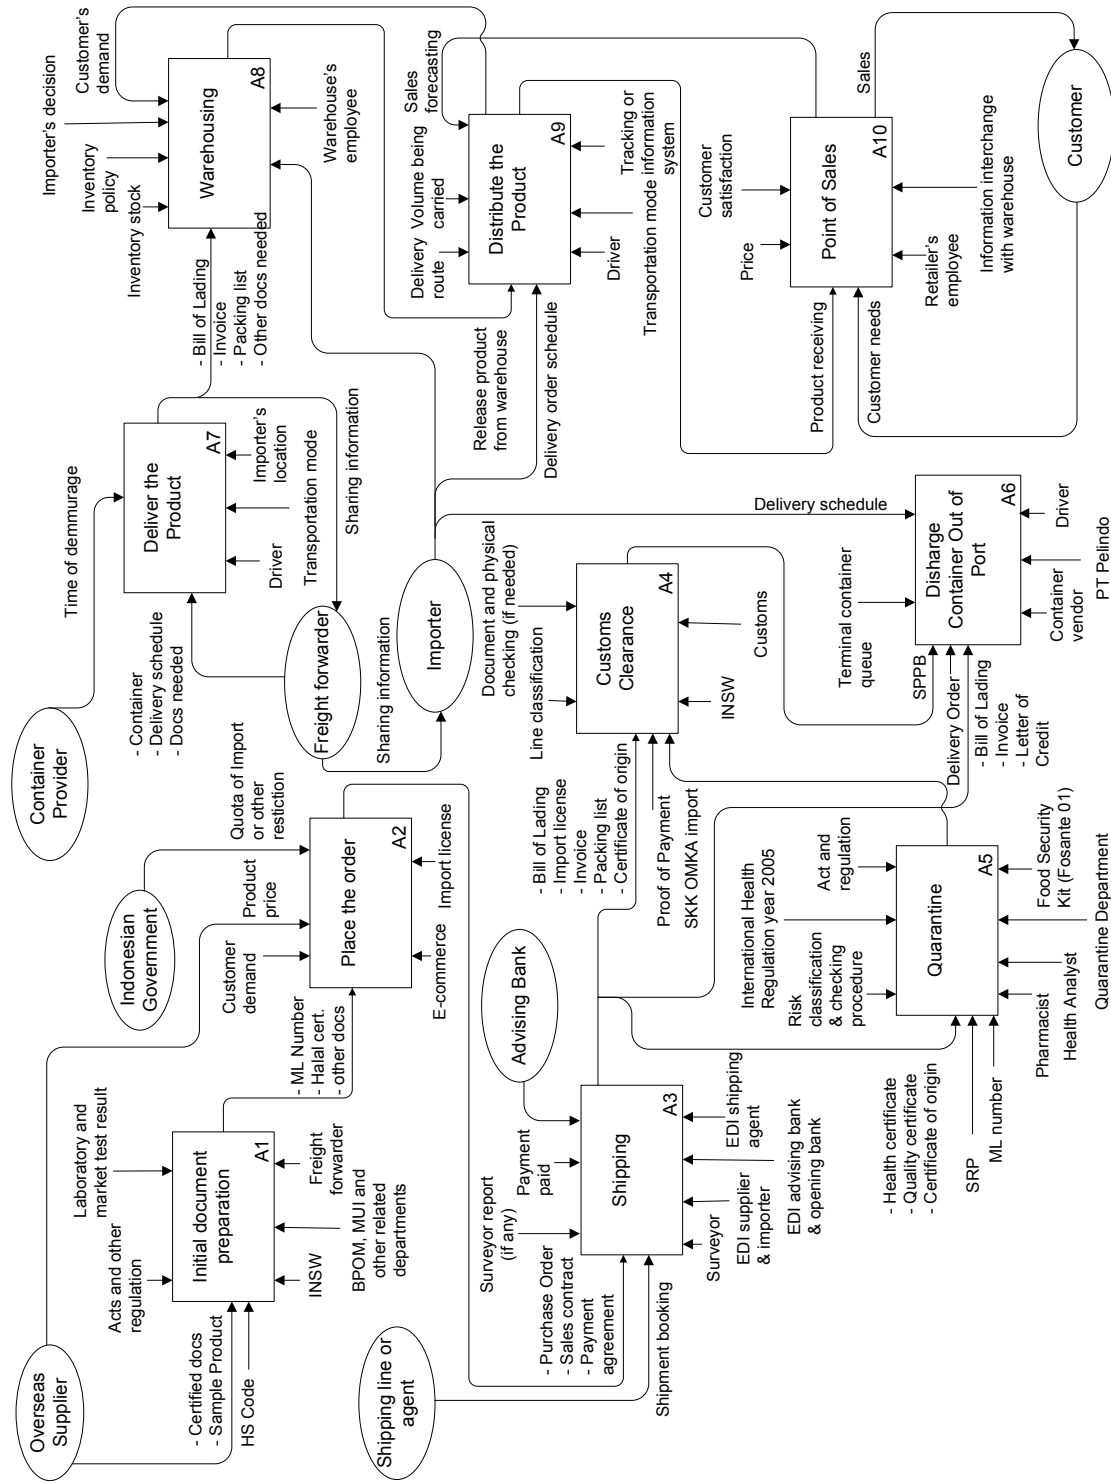 Overseas
Supplier
- Certified docs
- Sample Product
HS Code
Acts and other
regulation
Laboratory and
market test result
Initial document
preparation
A1
INSW
BPOM, MUI and
other related
departments
Freight
forwarder
- ML Number
- Halal cert.
- other docs
Indonesian
Government
Customer
demand
Product
price
Quota of Import
or other
restiction
Place the order
A2
E-commerce
Import license
Container
Provider
Time of demmurage
- Container
- Delivery schedule
- Docs needed
Deliver the
Product
A7
Driver
Transportation mode
Importer's
location
Freight forwarder
Sharing information
Sharing information
Importer
- Bill of Lading
- Invoice
- Packing list
- Other docs needed
Inventory stock
Inventory
policy
Importer's decision
Customer's
demand
Warehousing
A8
Warehouse's
employee
Shipping line or
agent
- Purchase Order
- Sales contract
- Payment
agreement
Shipment booking
Surveyor report
(if any)
Payment
paid
Advising Bank
Shipping
A3
Surveyor
EDI supplier
& importer
EDI advising bank
& opening bank
EDI shipping
agent
- Bill of Lading
- Import license
- Invoice
- Packing list
- Certificate of origin
Proof of Payment
SKK OMKA import
Line classification
Document and physical
checking (if needed)
Customs
Clearance
A4
INSW
Customs
Release product
from warehouse
Delivery order schedule
Delivery
route
Volume being
carried
Sales
forecasting
Distribute the
Product
A9
Driver
Transportation mode
Tracking or
information
system
- Health certificate
- Quality certificate
- Certificate of origin
SRP
ML number
Risk
classification
& checking
procedure
International Health
Regulation year 2005
Act and
regulation
Quarantine
A5
Pharmacist
Health Analyst
Quarantine Department
Food Security
Kit (Fosante 01)
Delivery schedule
Terminal container
queue
SPPB
Delivery Order
- Bill of Lading
- Invoice
- Letter of
Credit
Disharge
Container Out of
Port
A6
Container
vendor
PT Pelindo
Driver
Product receiving
Customer needs
Price
Customer
satisfaction
Point of Sales
A10
Retailer's
employee
Information interchange
with warehouse
Sales
Customer